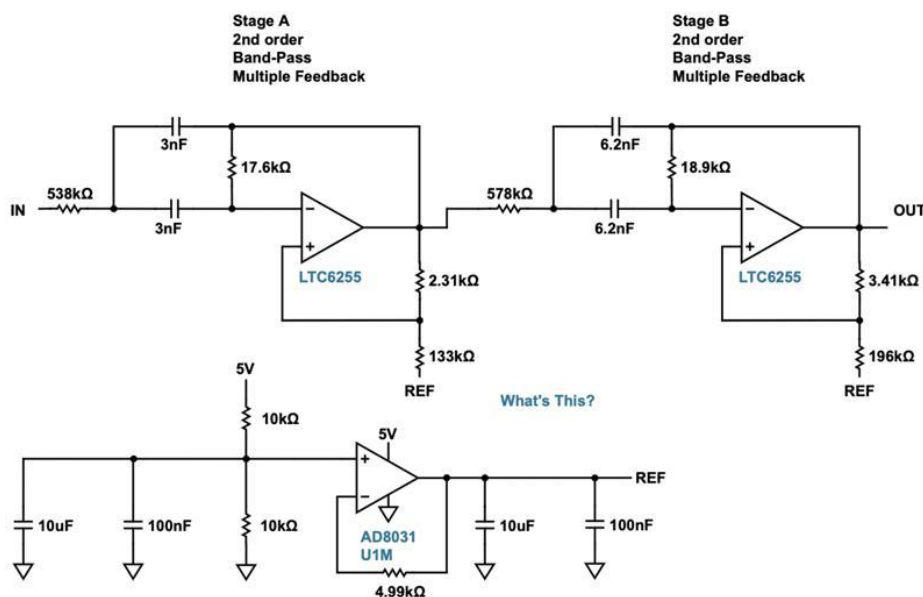 Stage A
2nd order
Band-Pass
Multiple Feedback
Stage B
2nd order
Band-Pass
Multiple Feedback
3nF
17.6kΩ
538kΩ
IN
3nF
LTC6255
2.31kΩ
133kΩ
REF
6.2nF
18.9kΩ
578kΩ
6.2nF
OUT
LTC6255
3.41kΩ
196kΩ
REF
What's This?
5V
10kΩ
5V
REF
10uF
100nF
10kΩ
AD8031
U1M
4.99kΩ
10uF
100nF